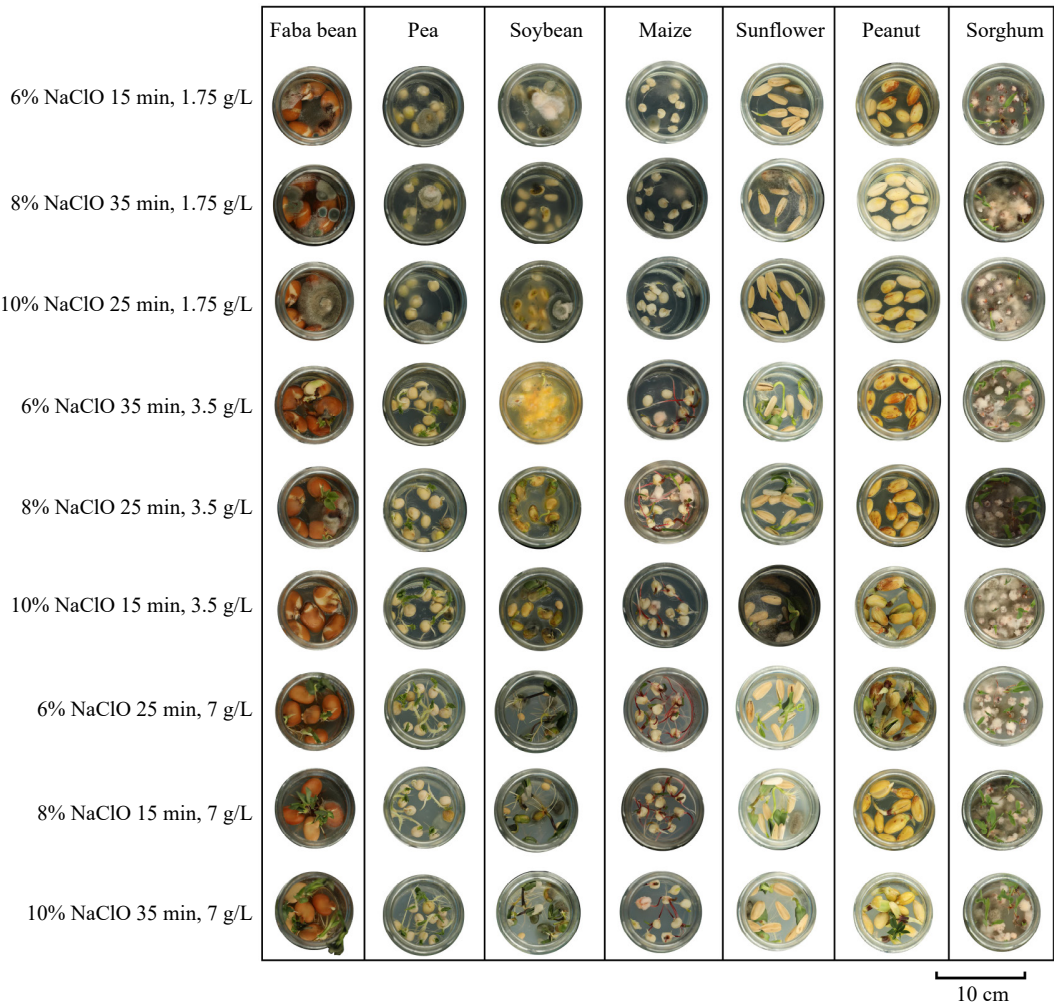 Faba bean Pea Soybean Maize Sunflower Peanut Sorghum
6% NaClO 15 min, 1.75 g/L
8% NaClO 35 min, 1.75 g/L
10% NaClO 25 min, 1.75 g/L
6% NaClO 35 min, 3.5 g/L
8% NaClO 25 min, 3.5 g/L
10% NaClO 15 min, 3.5 g/L
6% NaClO 25 min, 7 g/L
8% NaClO 15 min, 7 g/L
10% NaClO 35 min, 7 g/L
10 cm